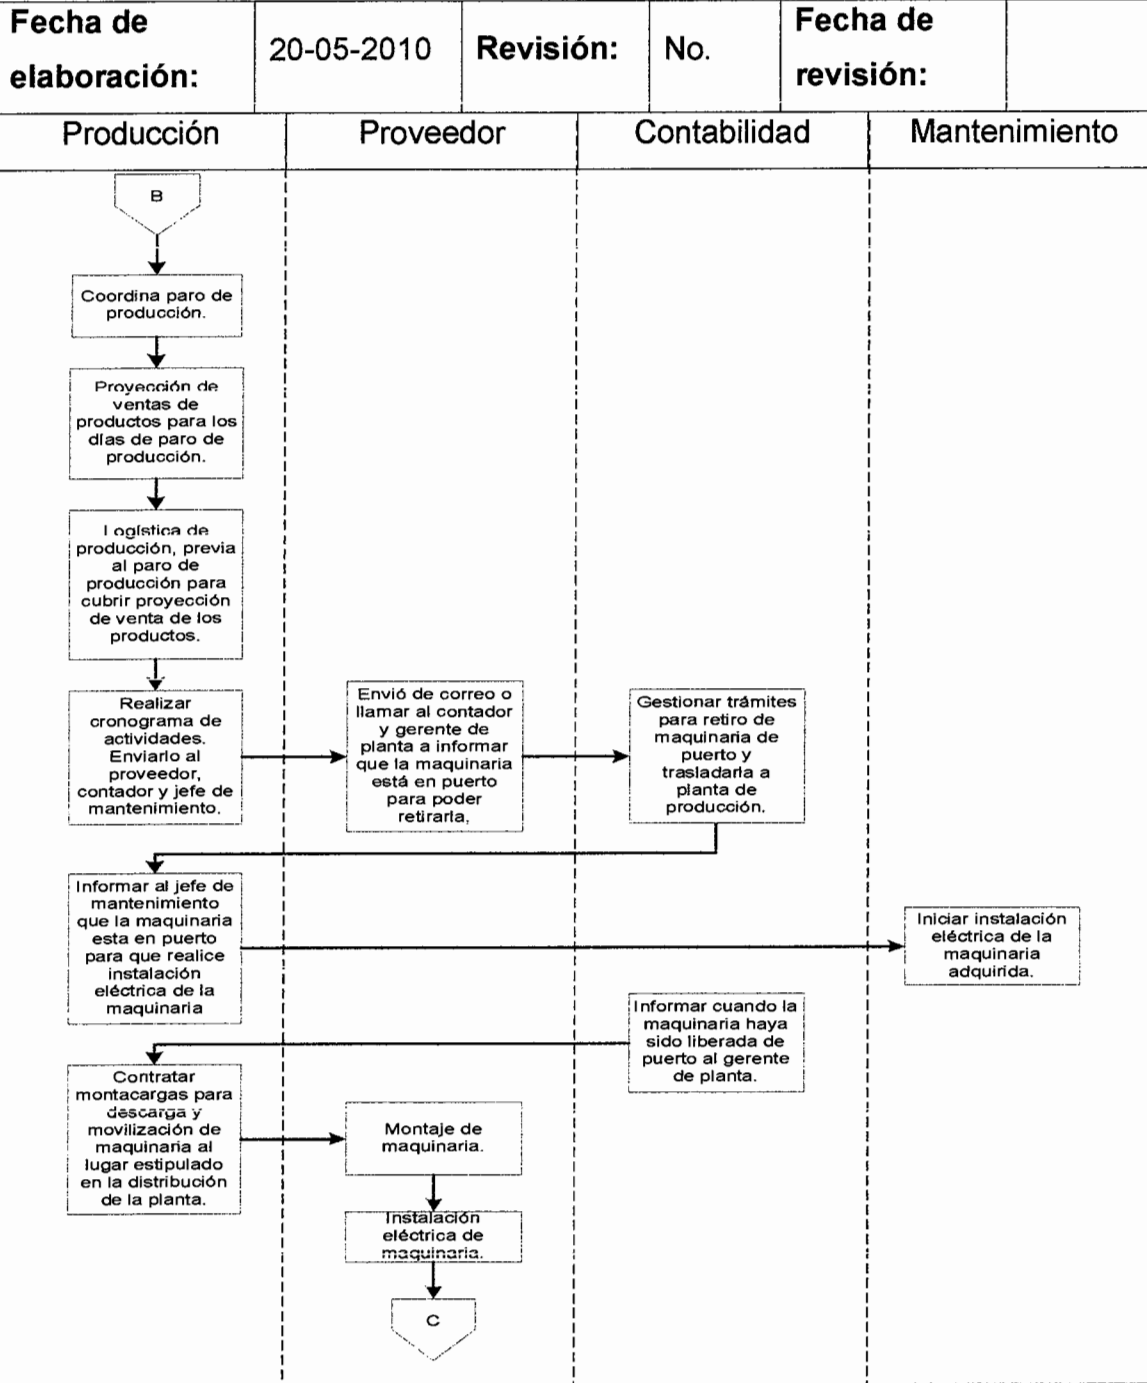 Fecha de
elaboración:
20-05-2010
Revisión:
No.
Fecha de
revisión:
Producción
Proveedor
Contabilidad
Mantenimiento
B
Coordina paro de
producción.
Proyección de
ventas de
productos para los
días de paro de
producción.
Logística de
producción, previa
al paro de
producción para
cubrir proyección
de venta de los
productos.
Realizar
cronograma de
actividades.
Enviarlo al
proveedor,
contador y jefe de
mantenimiento.
Envió de correo o
llamar al contador
y gerente de
planta a informar
que la maquinaria
está en puerto
para poder
retirarla.
Gestionar trámites
para retiro de
maquinaria de
puerto y
trasladarla a
planta de
producción.
Informar al jefe de
mantenimiento
que la maquinaria
esta en puerto
para que realice
instalación
eléctrica de la
maquinaria
Iniciar instalación
eléctrica de la
maquinaria
adquirida.
Informar cuando la
maquinaria haya
sido liberada de
puerto al gerente
de planta.
Contratar
montacargas para
descarga y
movilización de
maquinaria al
lugar estipulado
en la distribución
de la planta.
Montaje de
maquinaria.
Instalación
eléctrica de
maquinaria.
C